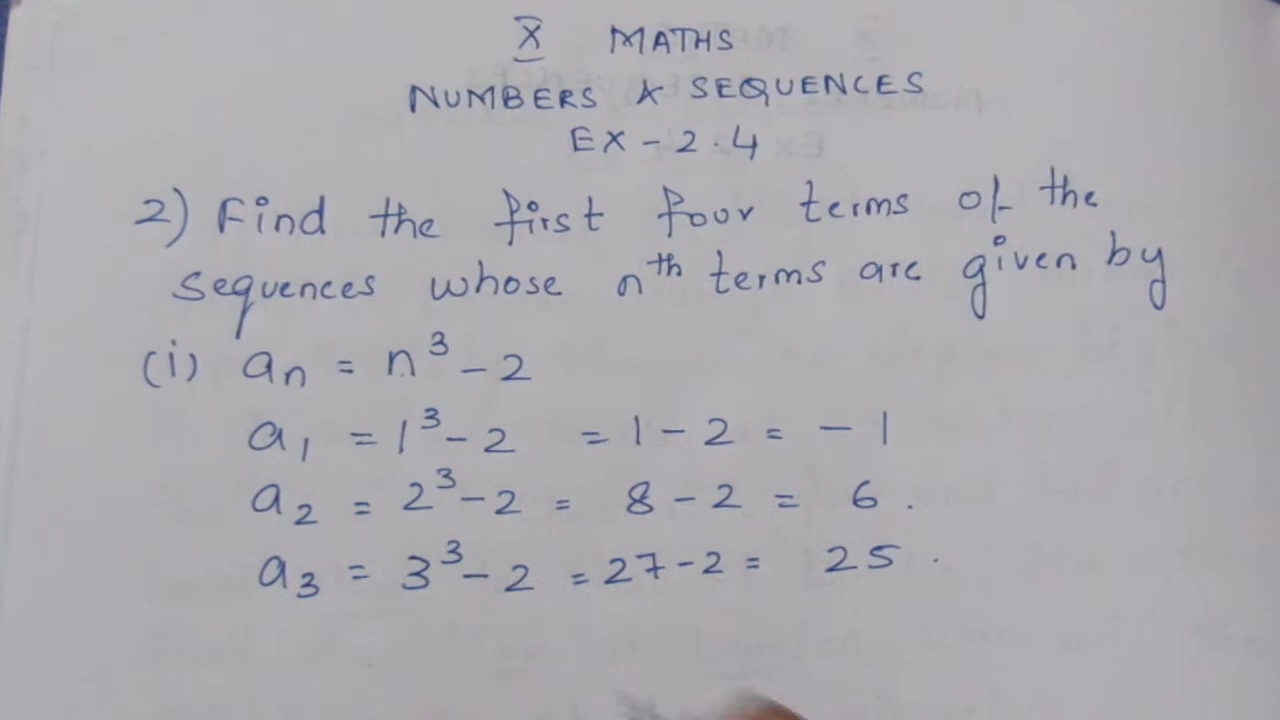 X MATHS
NUMBERS & SEQUENCES
EX - 2.4
2) Find the first four terms of the
sequences whose nth terms are given by
(i) an = n³ - 2
a₁ = 1³ - 2 = 1 - 2 = - 1
a₂ = 2³ - 2 = 8 - 2 = 6 .
a₃ = 3³ - 2 = 27 - 2 = 25 .